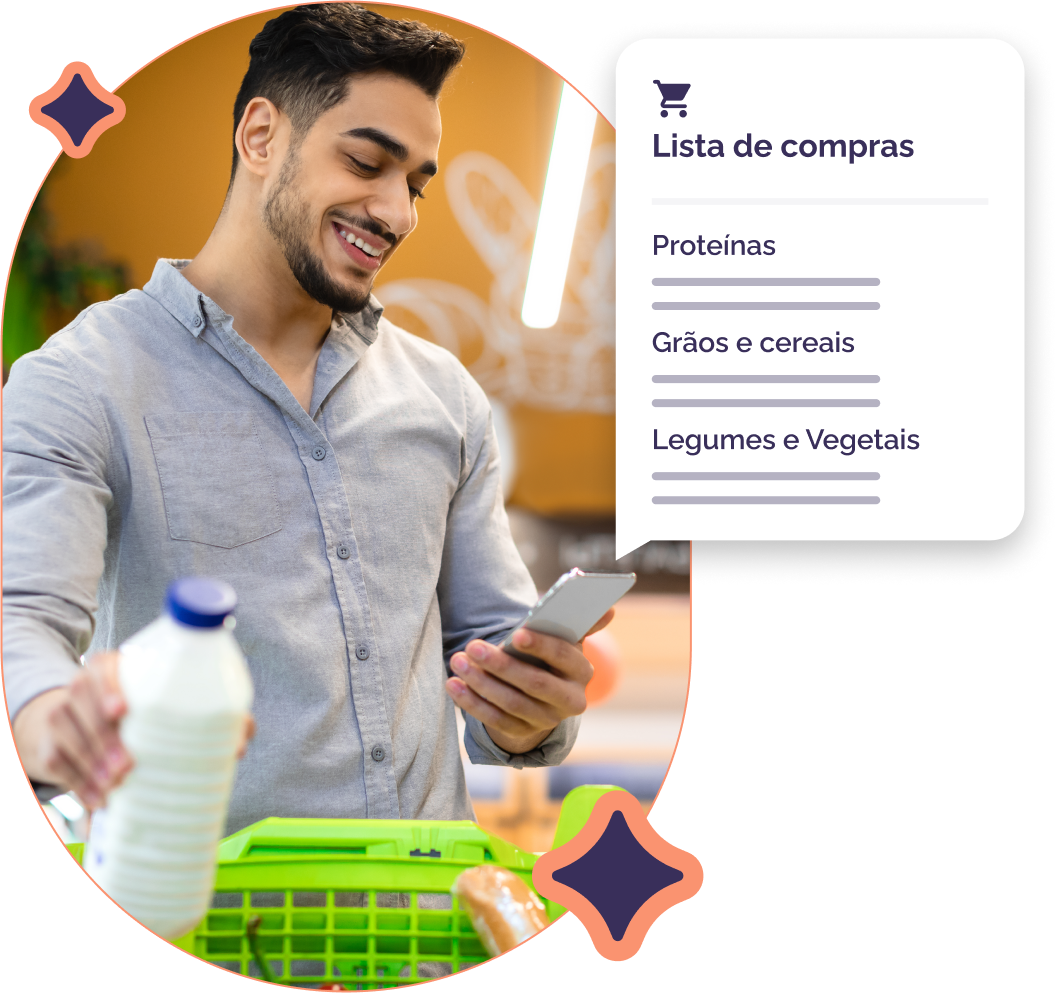 Lista de compras
Proteínas
Grãos e cereais
Legumes e Vegetais